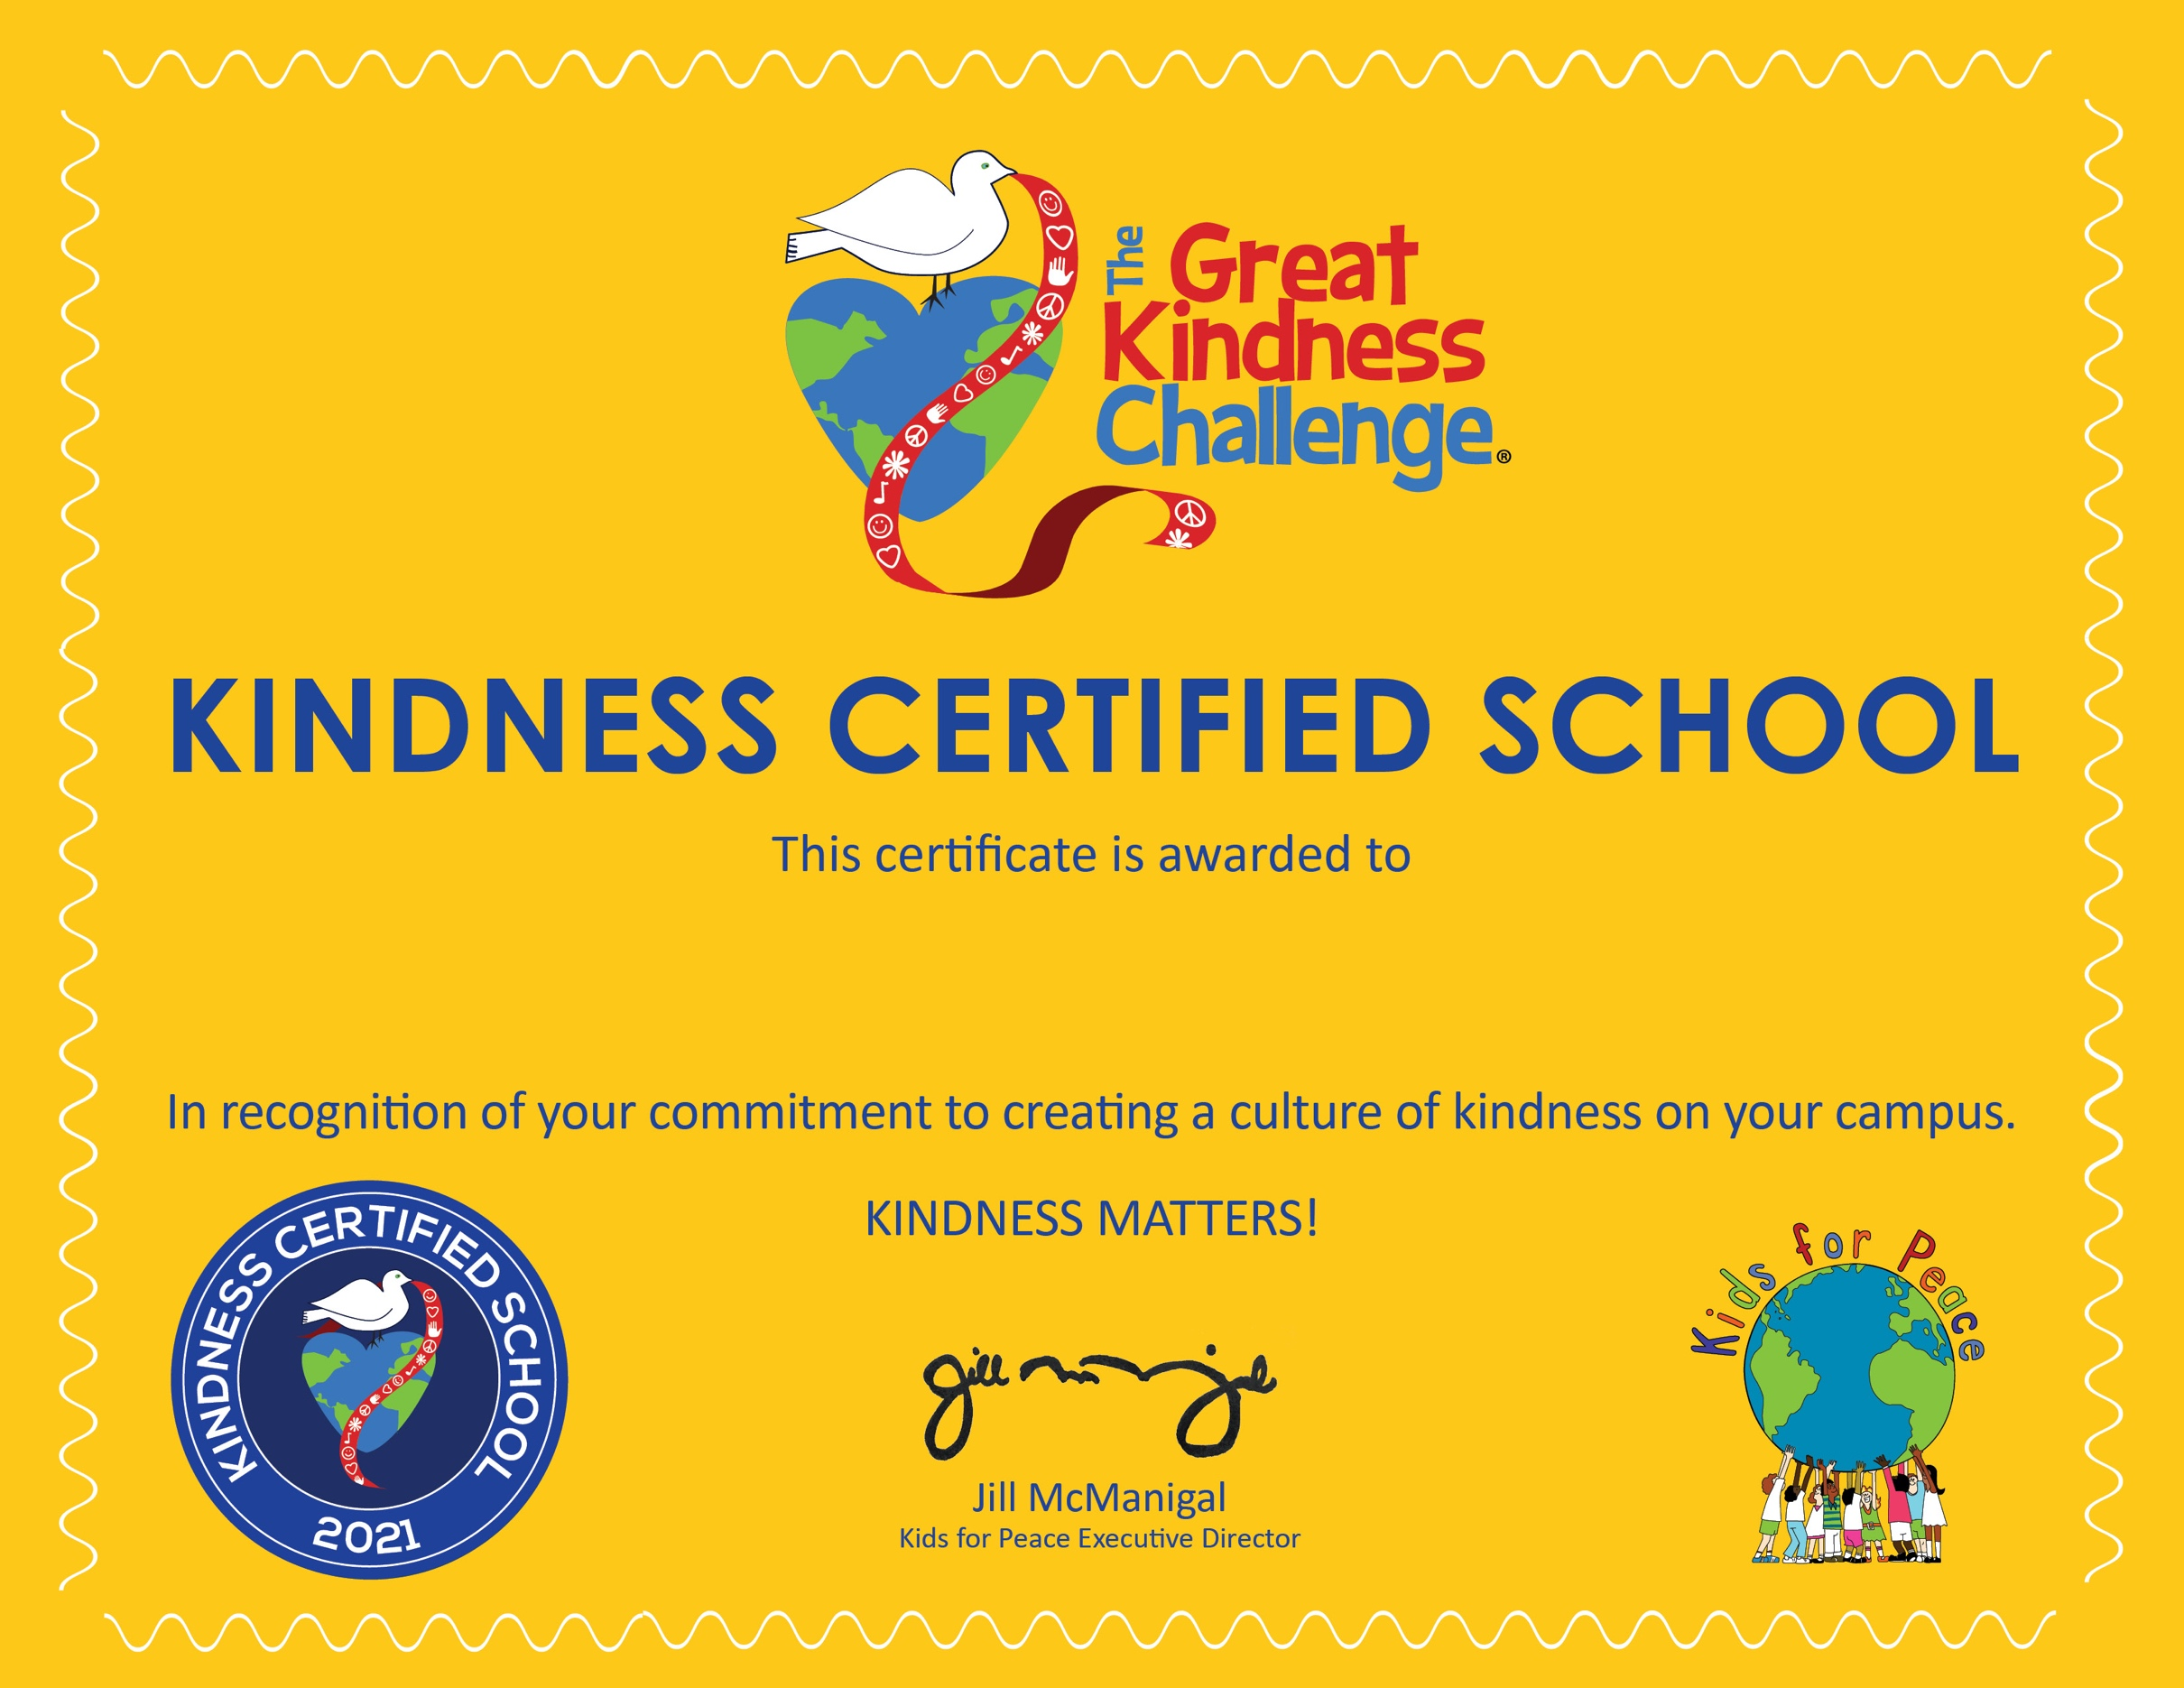 The Great
Kindness
Challenge®
KINDNESS CERTIFIED SCHOOL
This certificate is awarded to
In recognition of your commitment to creating a culture of kindness on your campus.
KINDNESS MATTERS!
KINDNESS CERTIFIED SCHOOL
2021
Jill McManigal
Kids for Peace Executive Director
Kids for Peace